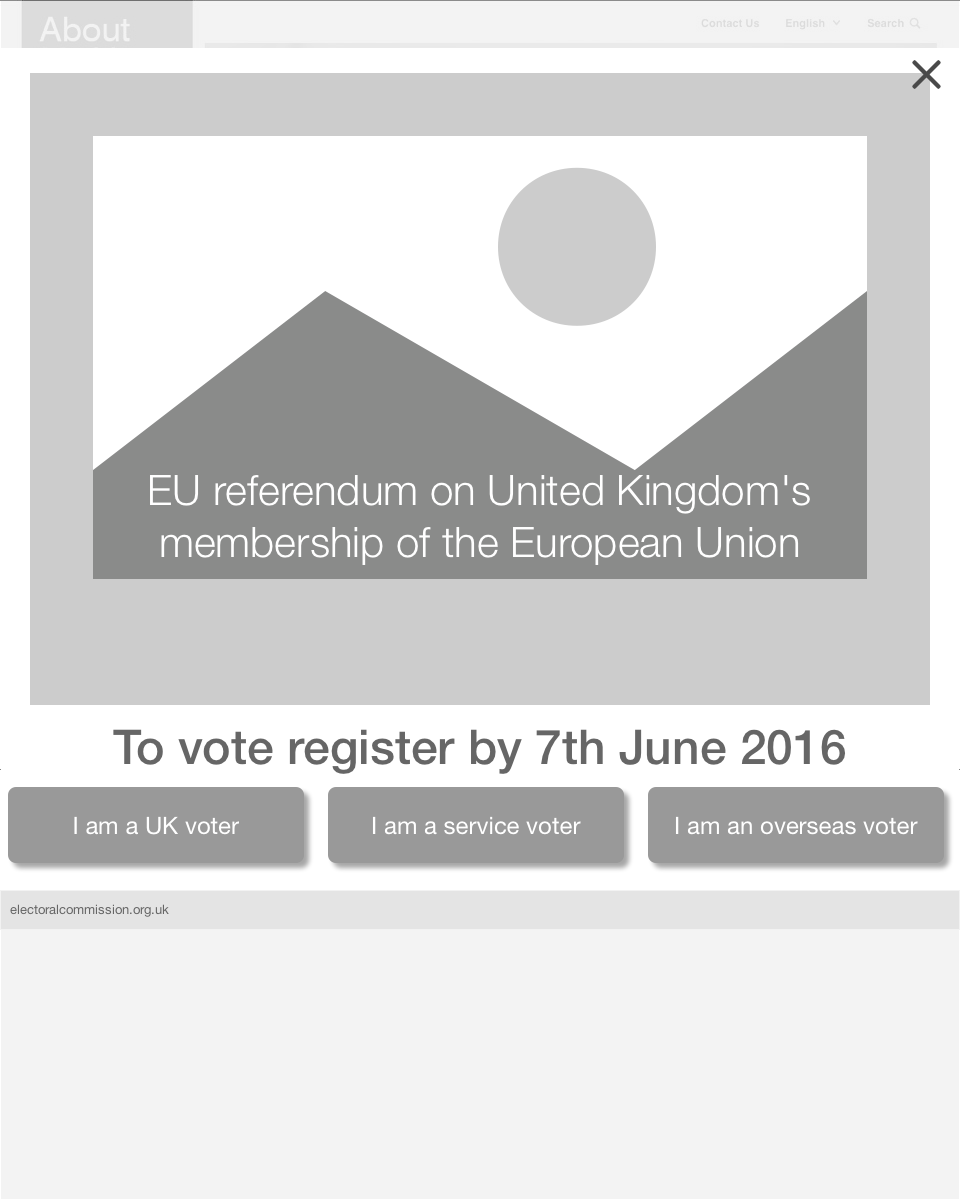 About
Contact Us English Search
EU referendum on United Kingdom's
membership of the European Union
To vote register by 7th June 2016
I am a UK voter
I am a service voter
I am an overseas voter
electoralcommission.org.uk